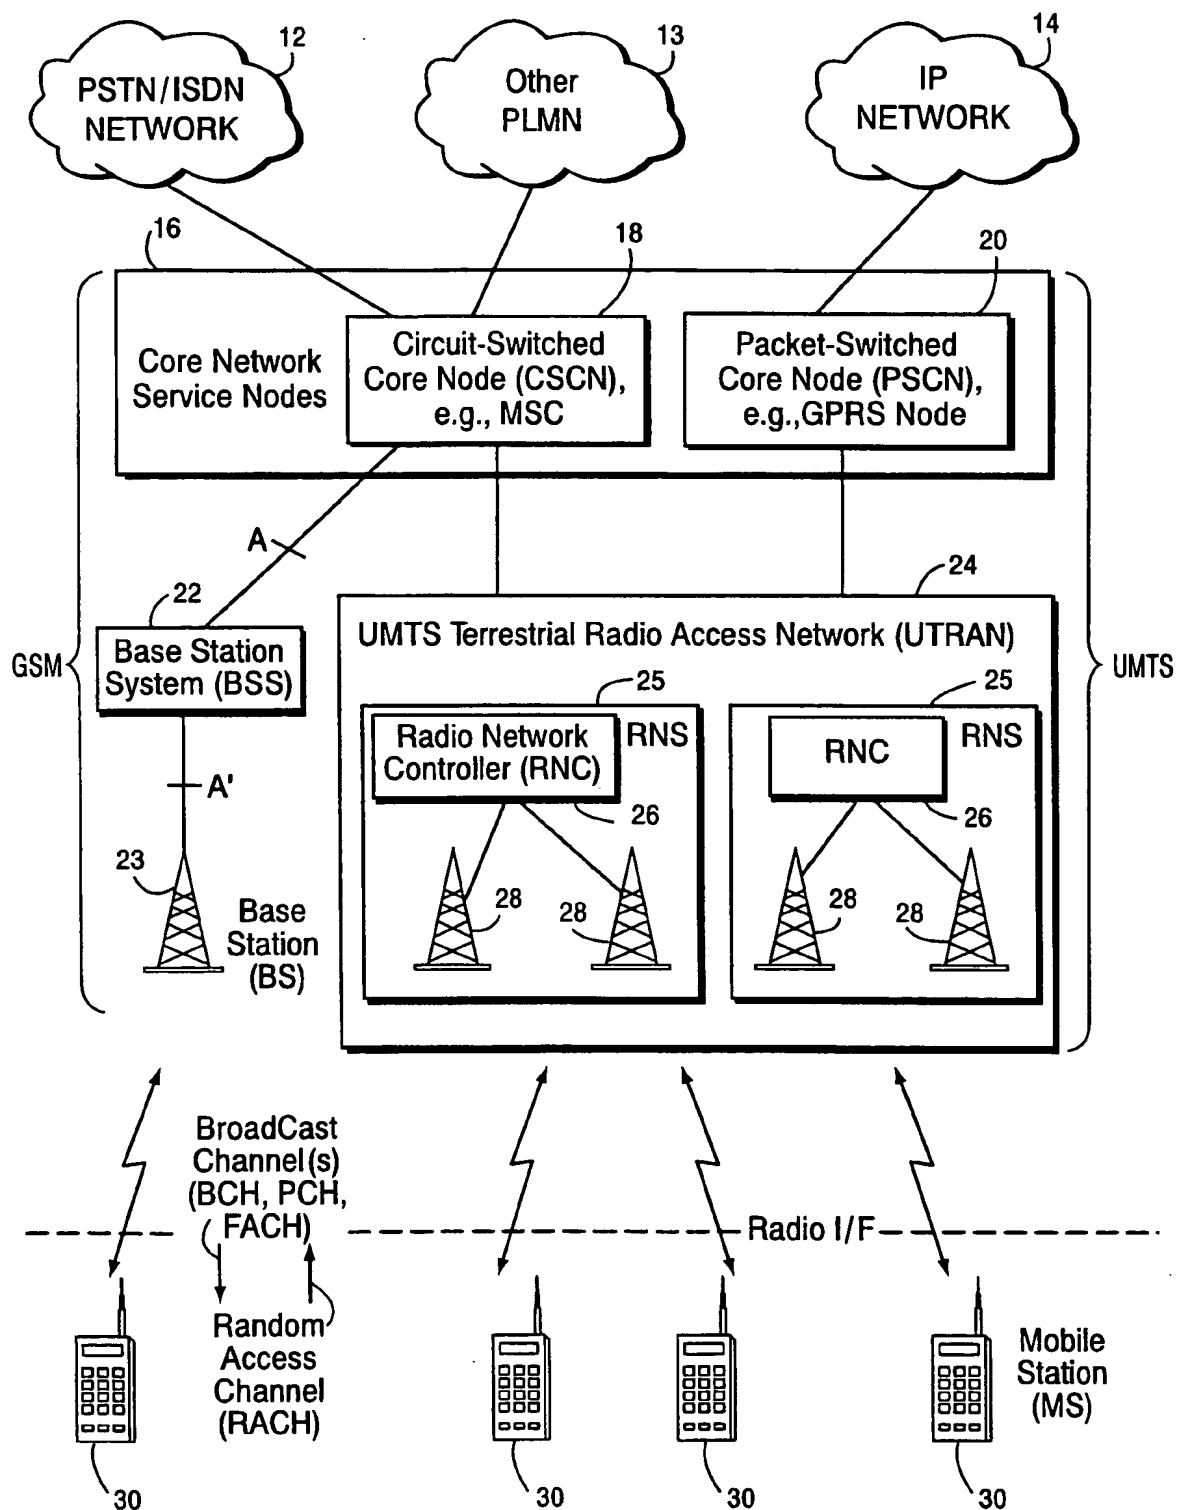 12
PSTN/ISDN
NETWORK
13
Other
PLMN
14
IP
NETWORK
16
18
20
Core Network
Service Nodes
Circuit-Switched
Core Node (CSCN),
e.g., MSC
Packet-Switched
Core Node (PSCN),
e.g.,GPRS Node
A
22
24
GSM
Base Station
System (BSS)
UMTS Terrestrial Radio Access Network (UTRAN)
UMTS
25
25
Radio Network
Controller (RNC)
RNS
RNC
RNS
A'
26
26
23
Base
Station
(BS)
28
28
28
28
BroadCast
Channel(s)
(BCH, PCH,
FACH)
Radio I/F
Random
Access
Channel
(RACH)
Mobile
Station
(MS)
30
30
30
30